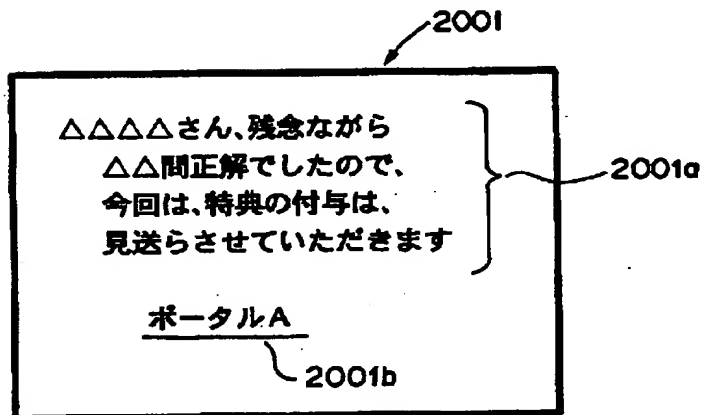 2001
△△△△さん、残念ながら
△△問正解でしたので、
今回は、特典の付与は、
見送らさせていただきます
2001a
ポータルA
2001b